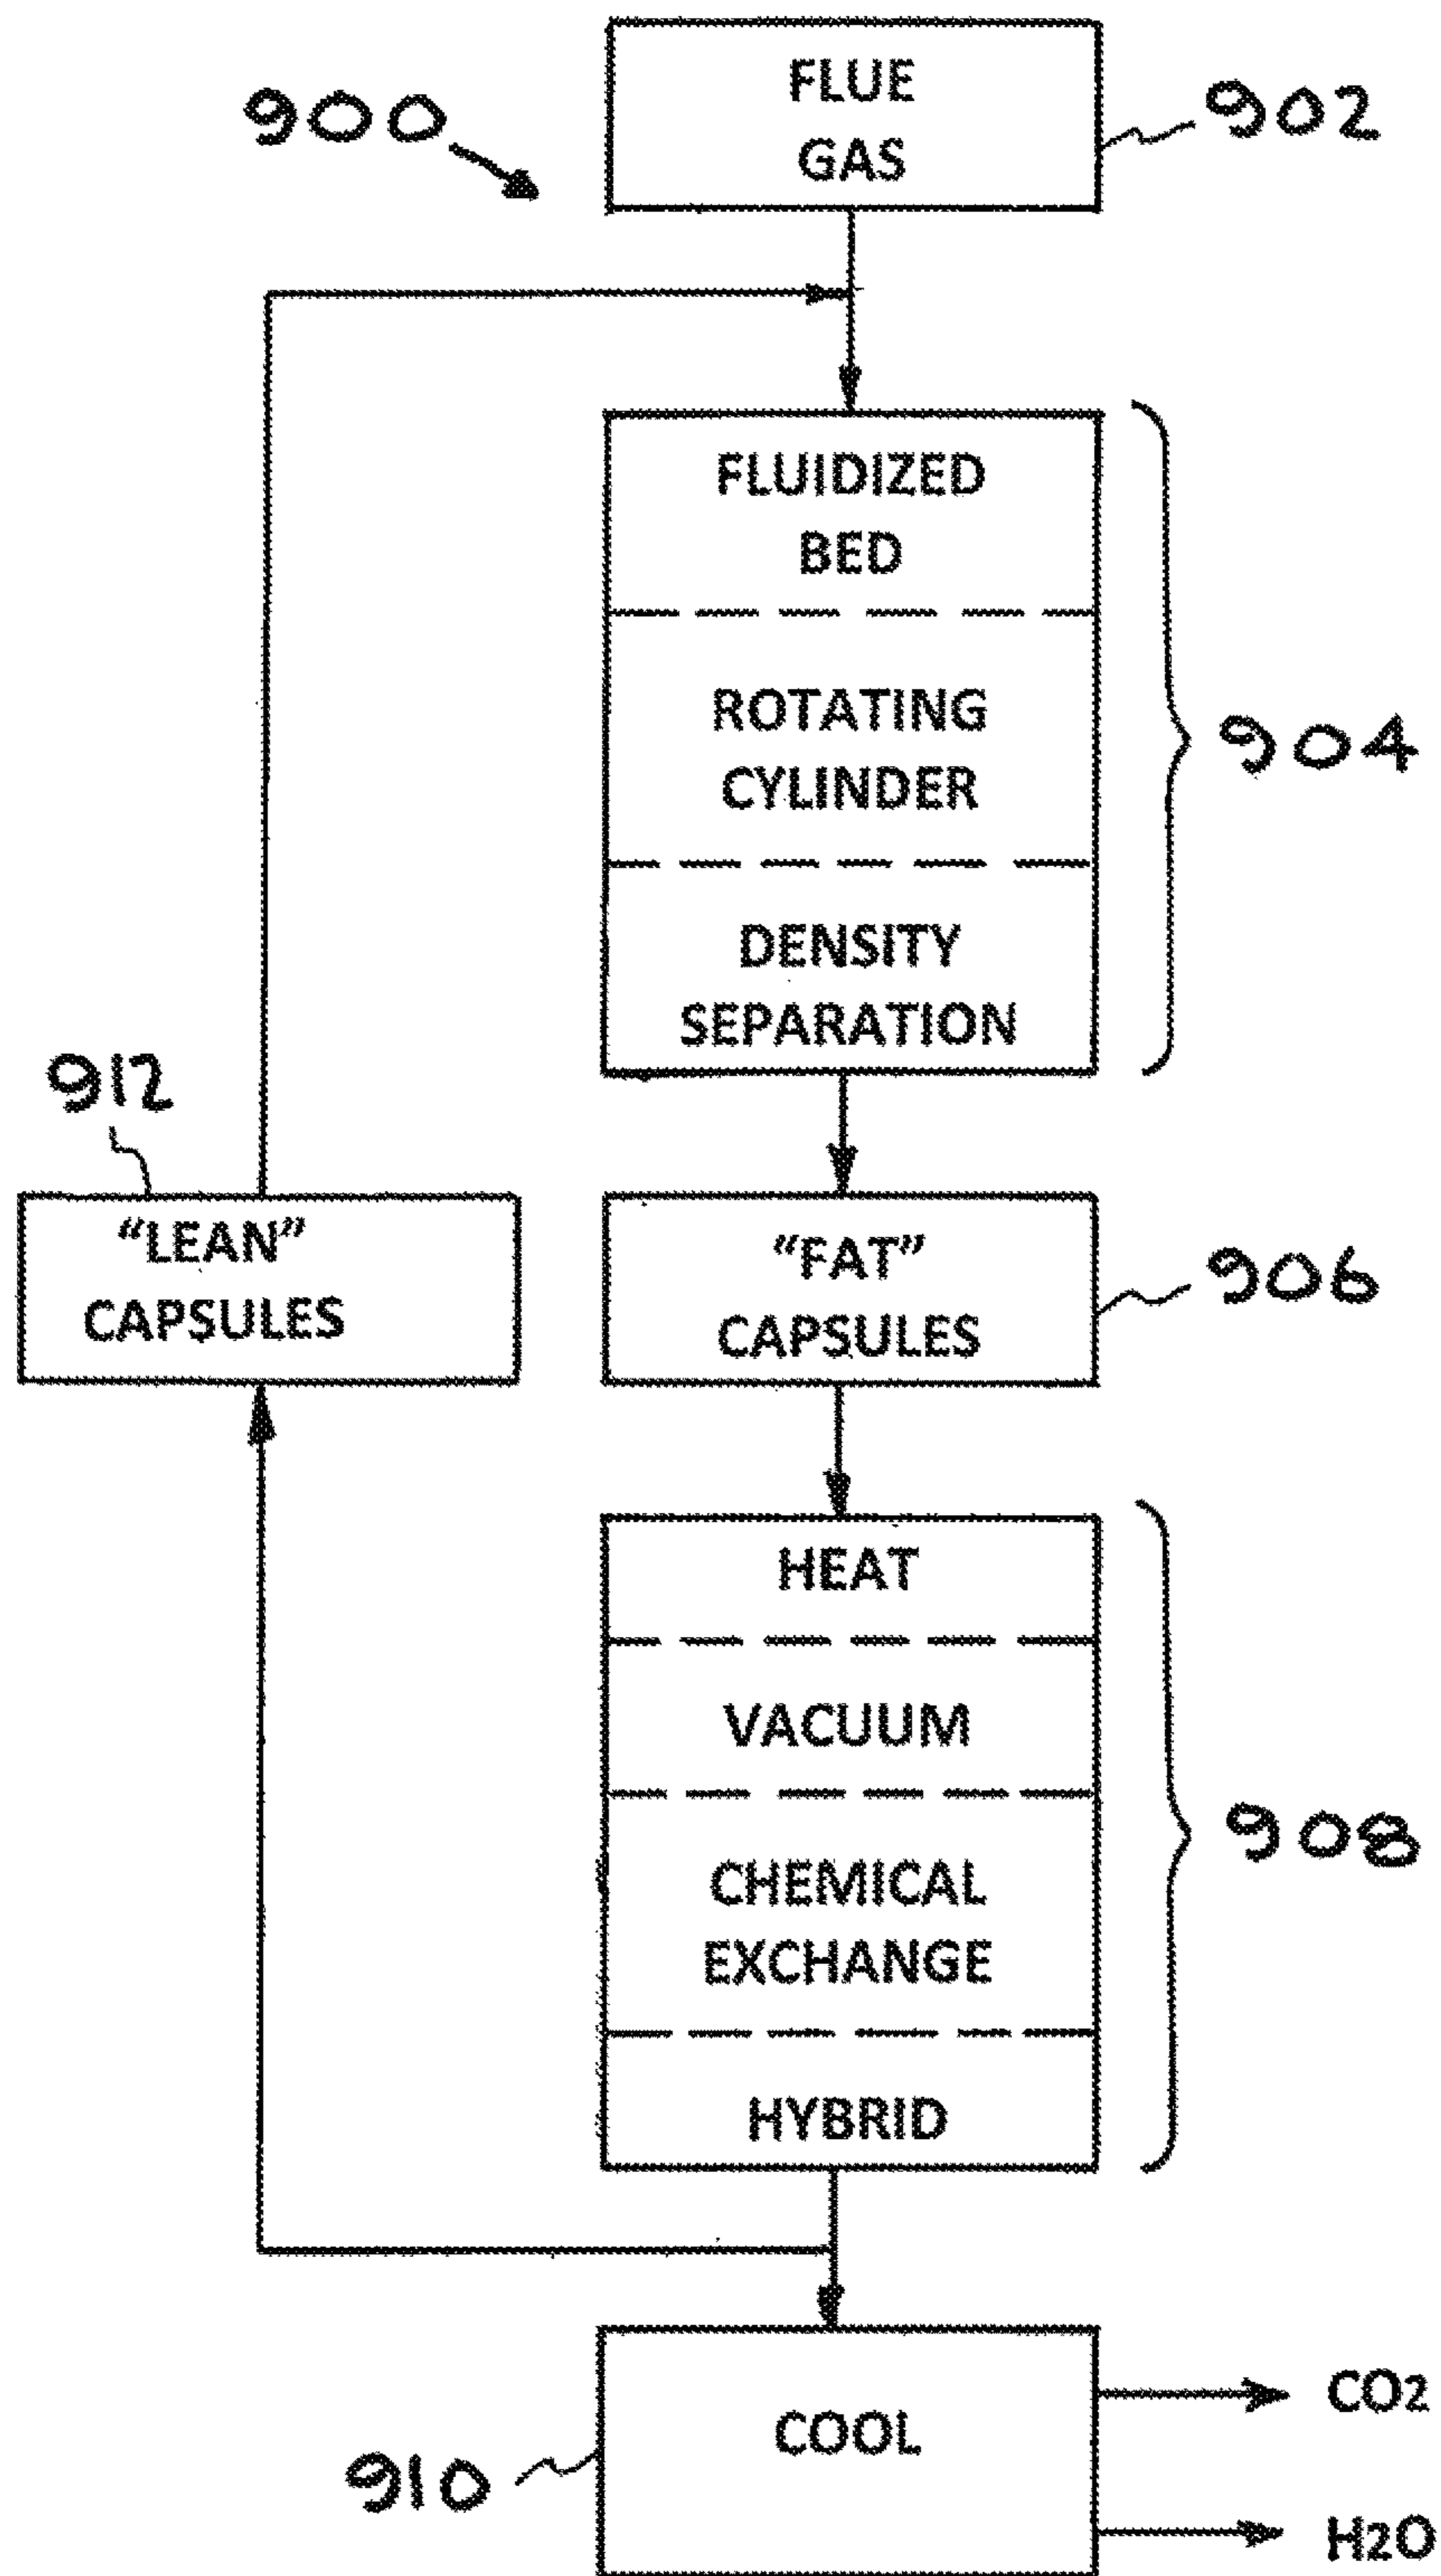 900
FLUE
GAS
902
FLUIDIZED
BED
ROTATING
CYLINDER
DENSITY
SEPARATION
904
912
“LEAN”
CAPSULES
“FAT”
CAPSULES
906
HEAT
VACUUM
CHEMICAL
EXCHANGE
HYBRID
908
COOL
910
CO2
H2O